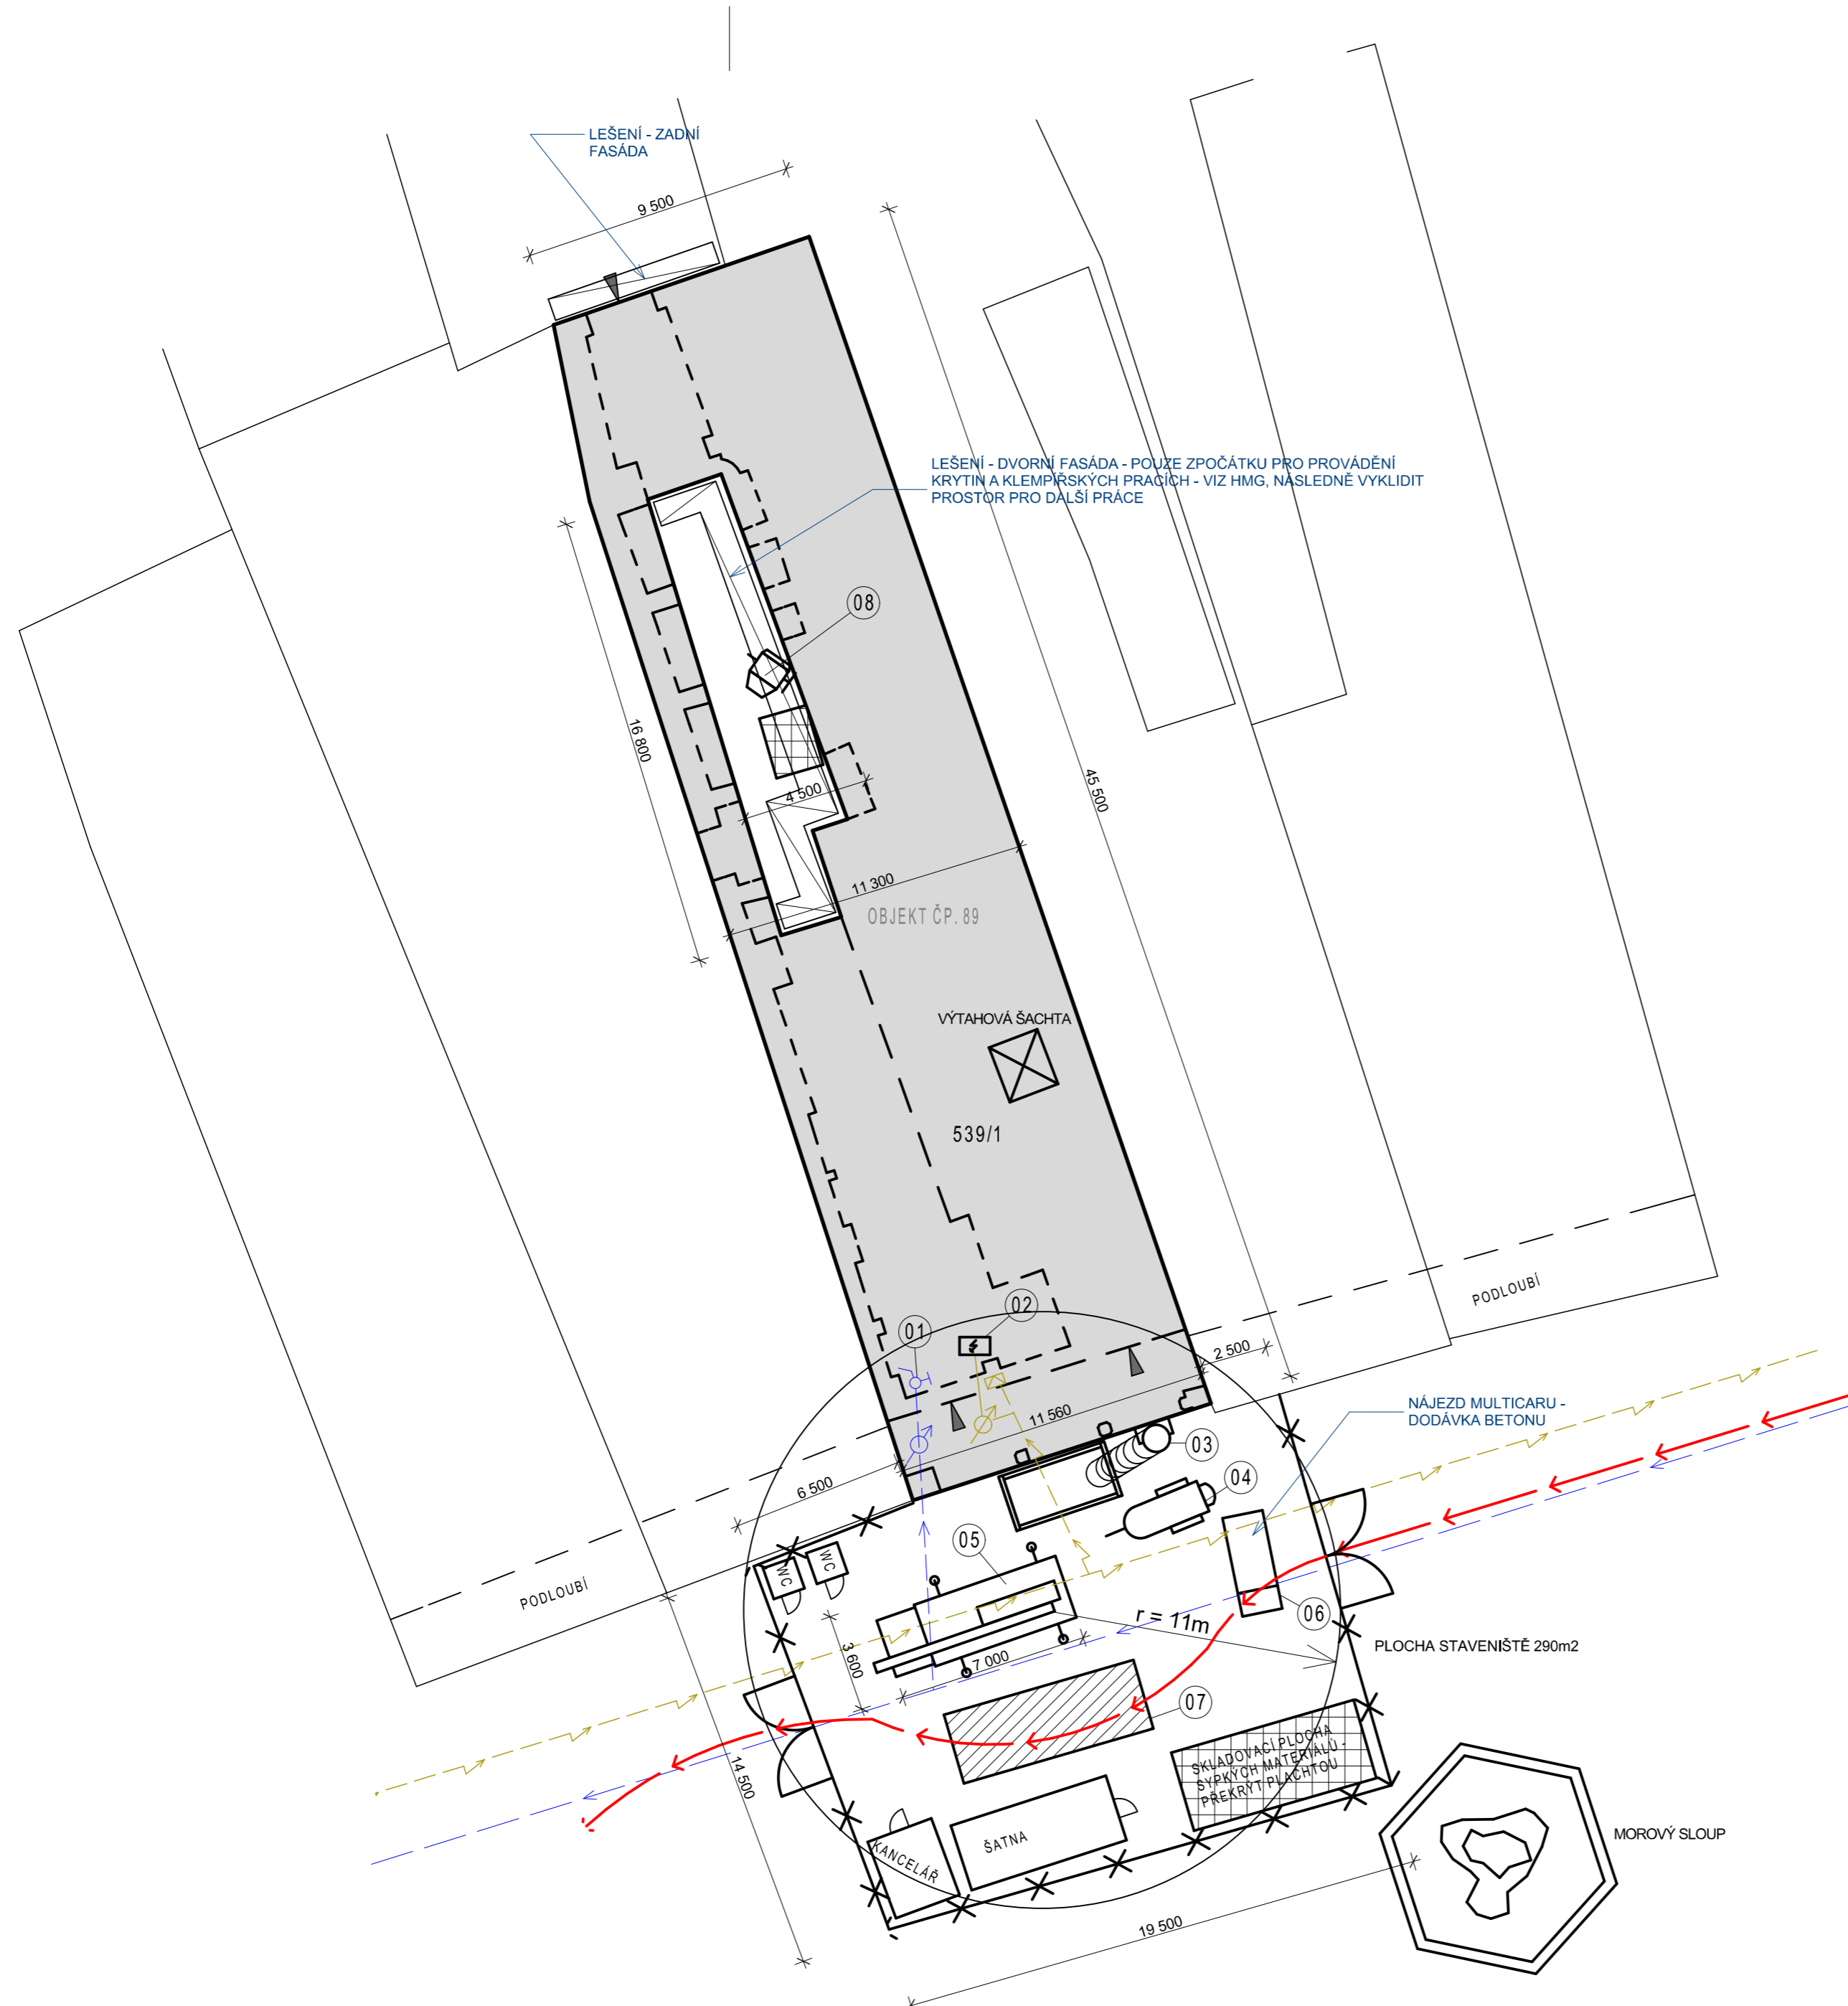 LEŠENÍ - ZADNÍ
FASÁDA
9 500
LEŠENÍ - DVORNÍ FASÁDA - POUZE ZPOČÁTKU PRO PROVÁDĚNÍ
KRYTIN A KLEMPÍŘSKÝCH PRACÍCH - VIZ HMG, NÁSLEDNĚ VYKLIDIT
PROSTOR PRO DALŠÍ PRÁCE
08
16 800
4 500
45 500
11 300
OBJEKT ČP. 89
VÝTAHOVÁ ŠACHTA
539/1
PODLOUBÍ
02
01
2 500
11 560
NÁJEZD MULTICARU -
DODÁVKA BETONU
03
04
6 500
05
WC
WC
PODLOUBÍ
06
r = 11m
PLOCHA STAVENIŠTĚ 290m2
3 600
7 000
07
SKLADOVACÍ PLOCHA
SYPKÝCH MATERIÁLŮ -
PŘEKRÝT PLACHTOU
14 500
KANCELÁŘ
ŠATNA
MOROVÝ SLOUP
19 500